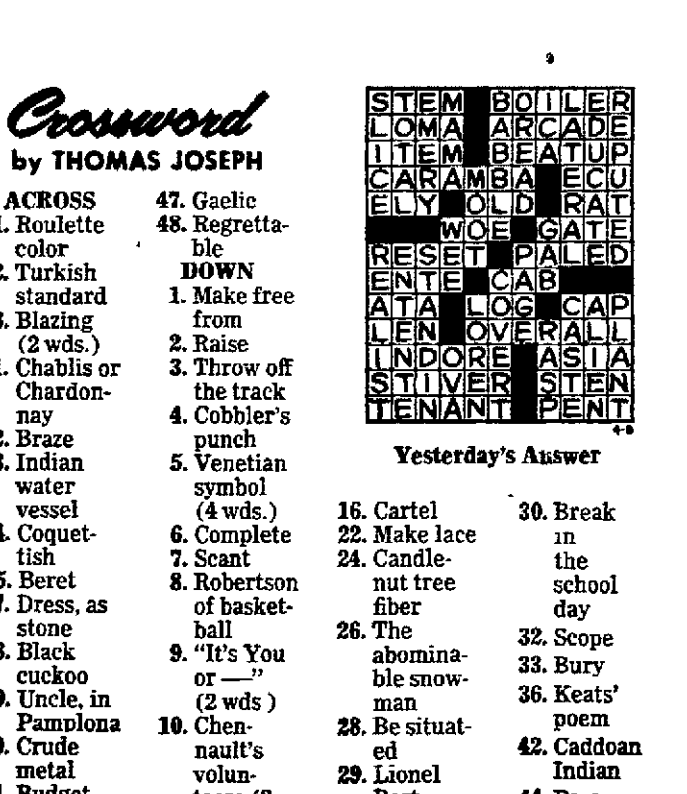 9
Crossword
by THOMAS JOSEPH
ACROSS
Roulette
color
Turkish
standard
Blazing
(2 wds.)
Chablis or
Chardon-
nay
Braze
Indian
water
vessel
Coquet-
tish
Beret
Dress, as
stone
Black
cuckoo
Uncle, in
Pamplona
Crude
metal
Budget
47. Gaelic
48. Regretta-
ble
DOWN
1. Make free
from
2. Raise
3. Throw off
the track
4. Cobbler's
punch
5. Venetian
symbol
(4 wds.)
6. Complete
7. Scant
8. Robertson
of basket-
ball
9. "It's You
or —"
(2 wds )
10. Chen-
nault's
volun-
STEM BOILER
LOMA ARCADE
ITEM BEATUP
CARAMBA ECU
ELY OLD RAT
WOE GATE
RESET PALED
ENTE CAB
ATA LOG CAP
LEN OVERALL
INDORE ASIA
STIVER STEN
TENANT PENT
4-8
Yesterday's Answer
16. Cartel
22. Make lace
24. Candle-
nut tree
fiber
26. The
abomina-
ble snow-
man
28. Be situat-
ed
29. Lionel
30. Break
in
the
school
day
32. Scope
33. Bury
36. Keats'
poem
42. Caddoan
Indian